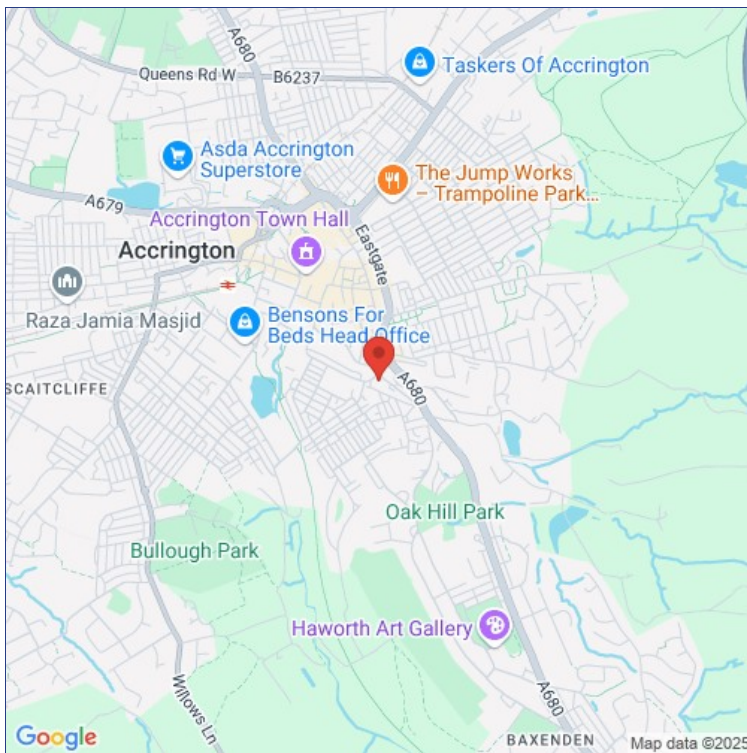 A680
Queens Rd W
B6237
Taskers Of Accrington
Asda Accrington
Superstore
The Jump Works
– Trampoline Park...
A679
Accrington Town Hall
Eastgate
Accrington
Raza Jamia Masjid
Bensons For
Beds Head Office
SCAITCLIFFE
A680
Oak Hill Park
Bullough Park
Haworth Art Gallery
Willows Ln
A680
BAXENDEN
Google
Map data ©2025